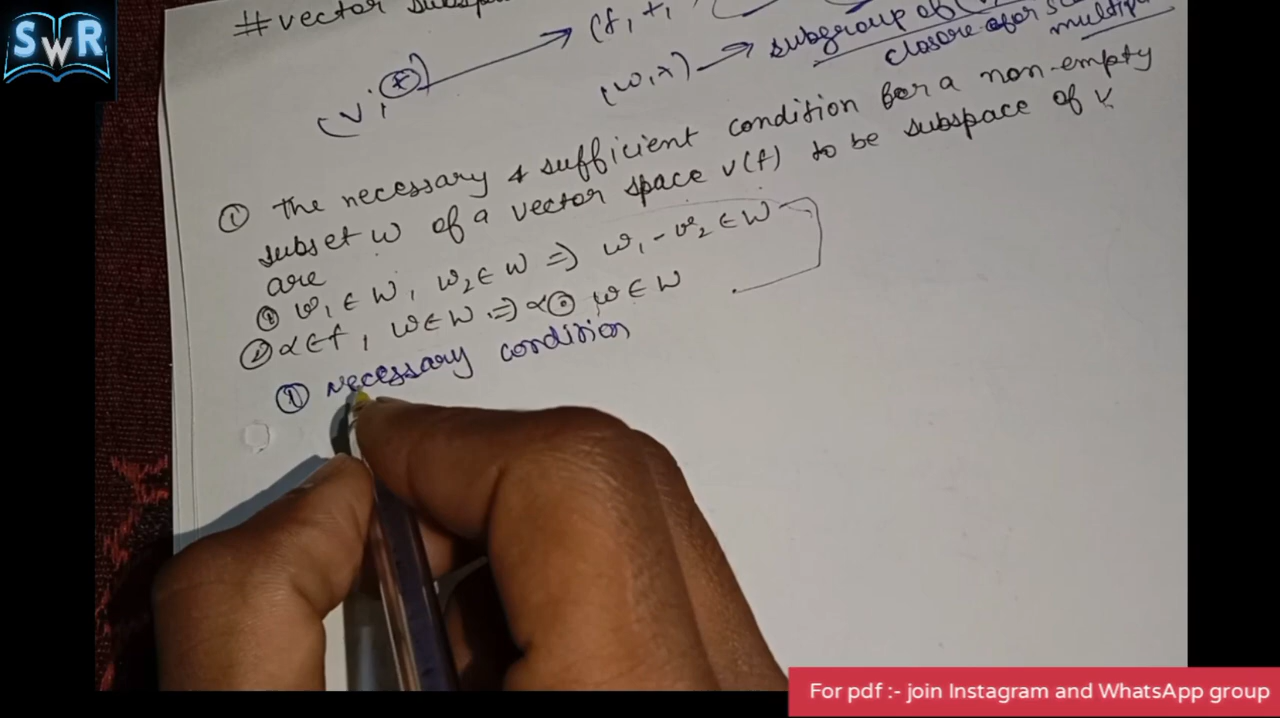 SWR
#vector
(V, *) → (f, +,
(w, *) → subgroup of (
closure for
① the necessary & sufficient condition for a non-empty
subset W of a vector space V(f) to be subspace of V
are
① w₁ ∈ W, w₂ ∈ W ⇒ w₁ - w₂ ∈ W
② α ∈ f, w ∈ W ⇒ α ⊙ w ∈ W
① necessary condition
For pdf :- join Instagram and WhatsApp group